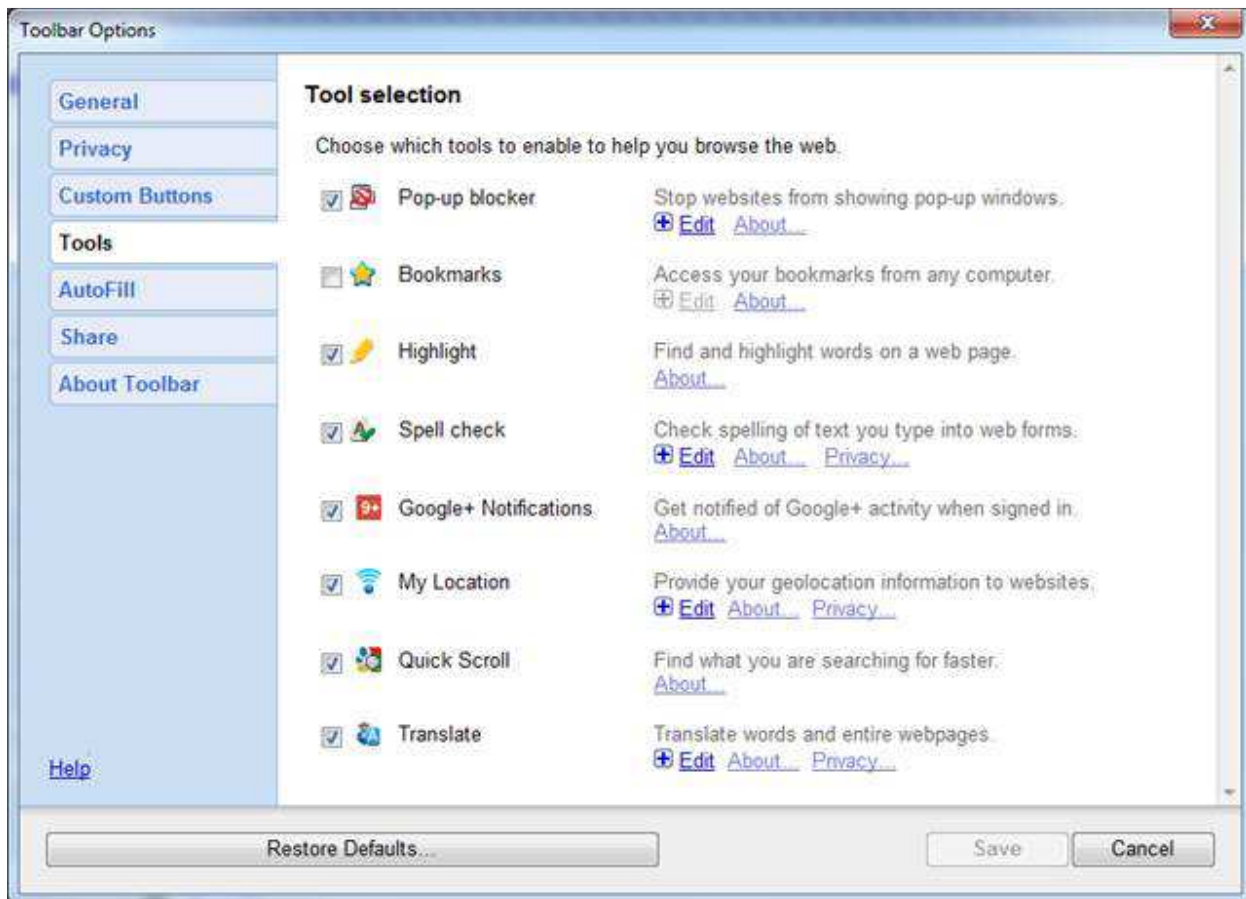 Toolbar Options
General
Privacy
Custom Buttons
Tools
AutoFill
Share
About Toolbar
Help
Tool selection
Choose which tools to enable to help you browse the web.
Pop-up blocker Stop websites from showing pop-up windows.
Edit About...
Bookmarks Access your bookmarks from any computer.
Edit About...
Highlight Find and highlight words on a web page.
About...
Spell check Check spelling of text you type into web forms.
Edit About... Privacy...
9+ Google+ Notifications Get notified of Google+ activity when signed in.
About...
My Location Provide your geolocation information to websites.
Edit About... Privacy...
Quick Scroll Find what you are searching for faster.
About...
Translate Translate words and entire webpages.
Edit About... Privacy...
Restore Defaults... Save Cancel